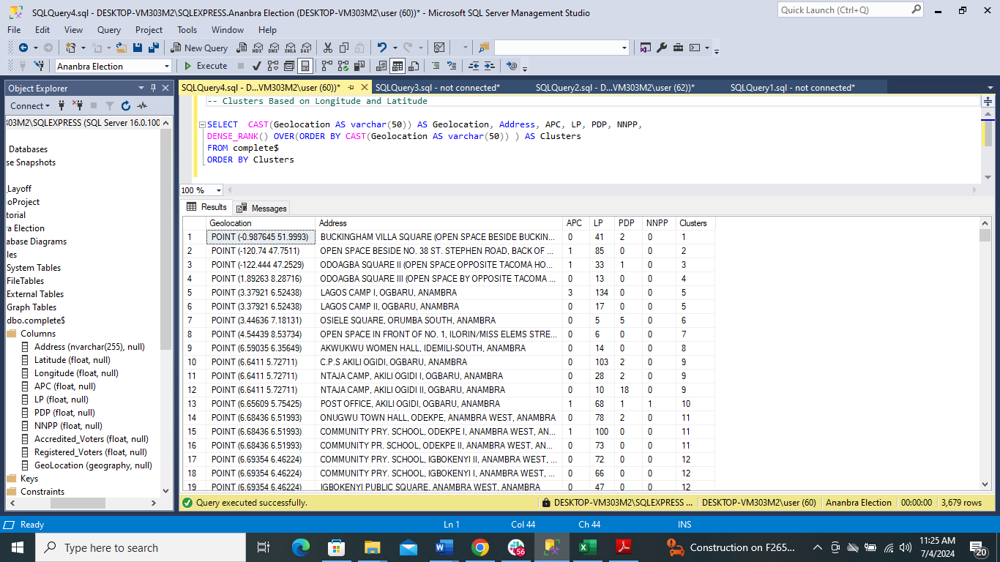 SQLQuery4.sql - DESKTOP-VM303M2\SQLEXPRESS.Ananbra Election (DESKTOP-VM303M2\user (60))* - Microsoft SQL Server Management Studio
Quick Launch (Ctrl+Q)
File Edit View Query Project Tools Window Help
New Query MDX DMX XMLA DAX
Ananbra Election Execute
Object Explorer
SQLQuery4.sql - D...VM303M2\user (60))* SQLQuery3.sql - not connected* SQLQuery2.sql - D...VM303M2\user (62))* SQLQuery1.sql - not connected*
Connect
-- Clusters Based on Longitude and Latitude
SELECT CAST(Geolocation AS varchar(50)) AS Geolocation, Address, APC, LP, PDP, NNPP,
DENSE_RANK() OVER(ORDER BY CAST(Geolocation AS varchar(50)) ) AS Clusters
FROM complete$
ORDER BY Clusters
100 %
303M2\SQLEXPRESS (SQL Server 16.0.100
Databases
se Snapshots
_Layoff
ioProject
torial
ra Election
abase Diagrams
les
System Tables
FileTables
External Tables
Graph Tables
dbo.complete$
Columns
Address (nvarchar(255), null)
Latitude (float, null)
Longitude (float, null)
APC (float, null)
LP (float, null)
PDP (float, null)
NNPP (float, null)
Accredited_Voters (float, null)
Registered_Voters (float, null)
GeoLocation (geography, null)
Keys
Constraints
Results Messages
Geolocation Address APC LP PDP NNPP Clusters
1 POINT (-0.987645 51.9993) BUCKINGHAM VILLA SQUARE (OPEN SPACE BESIDE BUCKIN... 0 41 2 0 1
2 POINT (-120.74 47.7511) OPEN SPACE BESIDE NO. 38 ST. STEPHEN ROAD, BACK OF ... 1 85 0 0 2
3 POINT (-122.444 47.2529) ODOAGBA SQUARE II (OPEN SPACE OPPOSITE TACOMA HO... 1 33 1 0 3
4 POINT (1.89263 8.28716) ODOAGBA SQUARE III (OPEN SPACE BY OPPOSITE TACOMA ... 0 13 0 0 4
5 POINT (3.37921 6.52438) LAGOS CAMP I, OGBARU, ANAMBRA 3 134 0 0 5
6 POINT (3.37921 6.52438) LAGOS CAMP II, OGBARU, ANAMBRA 0 17 0 0 5
7 POINT (3.44636 7.18131) OSIELE SQUARE, ORUMBA SOUTH, ANAMBRA 0 5 5 0 6
8 POINT (4.54439 8.53734) OPEN SPACE IN FRONT OF NO. 1, ILORIN/MISS ELEMS STRE... 0 6 0 0 7
9 POINT (6.59035 6.35649) AKWUKWU WOMEN HALL, IDEMILI-SOUTH, ANAMBRA 0 14 0 0 8
10 POINT (6.6411 5.72711) C.P.S AKILI OGIDI, OGBARU, ANAMBRA 0 103 2 0 9
11 POINT (6.6411 5.72711) NTAJA CAMP, AKILI OGIDI I, OGBARU, ANAMBRA 0 28 2 0 9
12 POINT (6.6411 5.72711) NTAJA CAMP, AKILI OGIDI II, OGBARU, ANAMBRA 0 10 18 0 9
13 POINT (6.65609 5.75425) POST OFFICE, AKILI OGIDI, OGBARU, ANAMBRA 1 68 1 1 10
14 POINT (6.68436 6.51993) ONUGWU TOWN HALL, ODEKPE, ANAMBRA WEST, ANAMBRA 0 78 2 0 11
15 POINT (6.68436 6.51993) COMMUNITY PRY. SCHOOL, ODEKPE I, ANAMBRA WEST, AN... 1 100 0 0 11
16 POINT (6.68436 6.51993) COMMUNITY PR. SCHOOL, ODEKPE II, ANAMBRA WEST, AN... 0 73 0 0 11
17 POINT (6.69354 6.46224) COMMUNITY PRY. SCHOOL, IGBOKENYI II, ANAMBRA WEST, ... 0 72 0 0 12
18 POINT (6.69354 6.46224) COMMUNITY PRY. SCHOOL, IGBOKENYI I, ANAMBRA WEST, ... 0 66 0 0 12
19 POINT (6.69354 6.46224) IGBOKENYI PUBLIC SQUARE, ANAMBRA WEST, ANAMBRA 0 47 0 0 12
Query executed successfully. DESKTOP-VM303M2\SQLEXPRESS ... DESKTOP-VM303M2\user (60) Ananbra Election 00:00:00 3,679 rows
Ready Ln 1 Col 44 Ch 44 INS
Type here to search 56 Construction on F265... 11:25 AM
7/4/2024 20